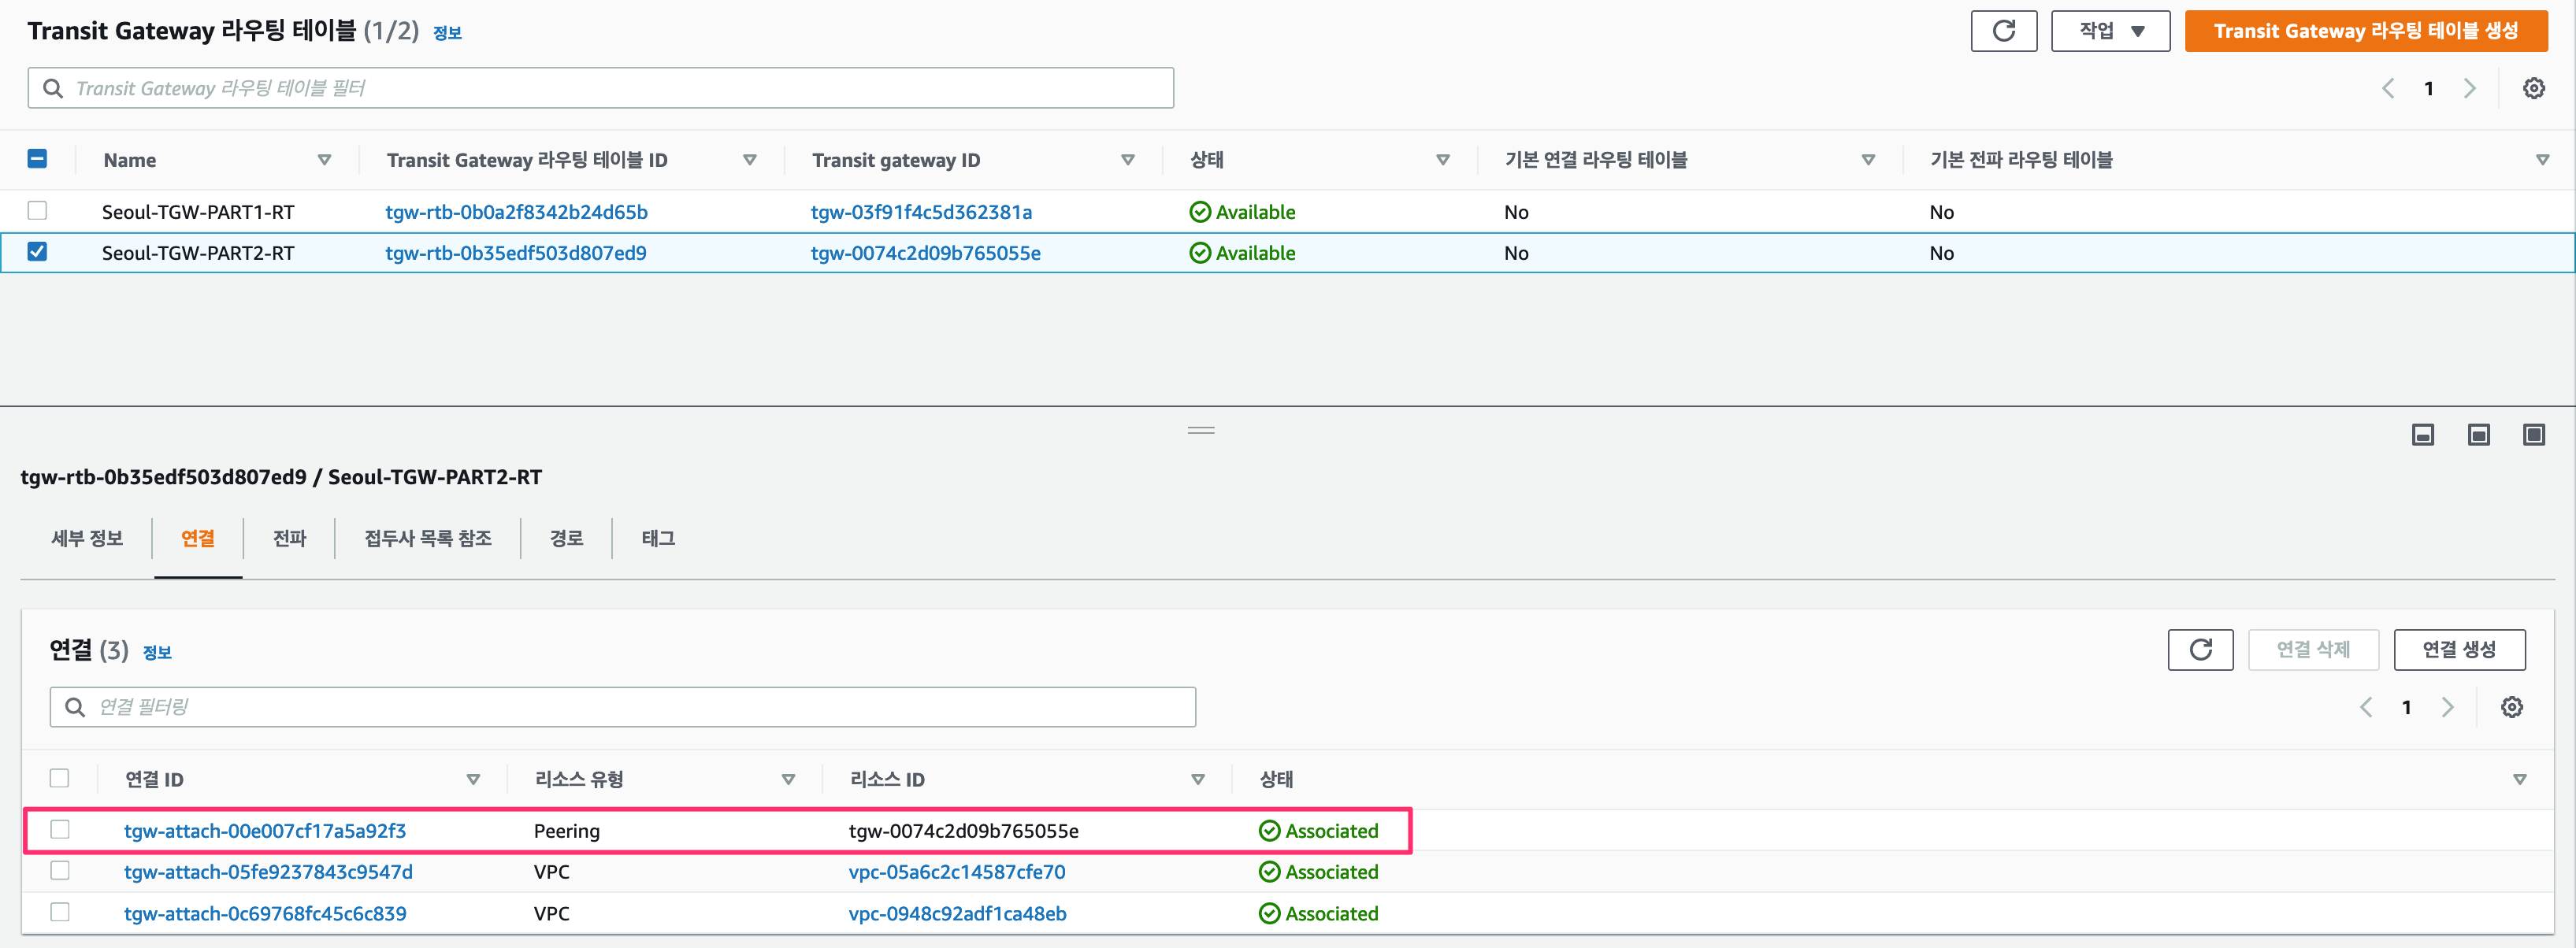 Transit Gateway 라우팅 테이블 (1/2) 정보
작업
Transit Gateway 라우팅 테이블 생성
Transit Gateway 라우팅 테이블 필터
1
Name Transit Gateway 라우팅 테이블 ID Transit gateway ID 상태 기본 연결 라우팅 테이블 기본 전파 라우팅 테이블
Seoul-TGW-PART1-RT tgw-rtb-0b0a2f8342b24d65b tgw-03f91f4c5d362381a Available No No
Seoul-TGW-PART2-RT tgw-rtb-0b35edf503d807ed9 tgw-0074c2d09b765055e Available No No
tgw-rtb-0b35edf503d807ed9 / Seoul-TGW-PART2-RT
세부 정보 연결 전파 접두사 목록 참조 경로 태그
연결 (3) 정보
연결 삭제 연결 생성
연결 필터링
1
연결 ID 리소스 유형 리소스 ID 상태
tgw-attach-00e007cf17a5a92f3 Peering tgw-0074c2d09b765055e Associated
tgw-attach-05fe9237843c9547d VPC vpc-05a6c2c14587cfe70 Associated
tgw-attach-0c69768fc45c6c839 VPC vpc-0948c92adf1ca48eb Associated